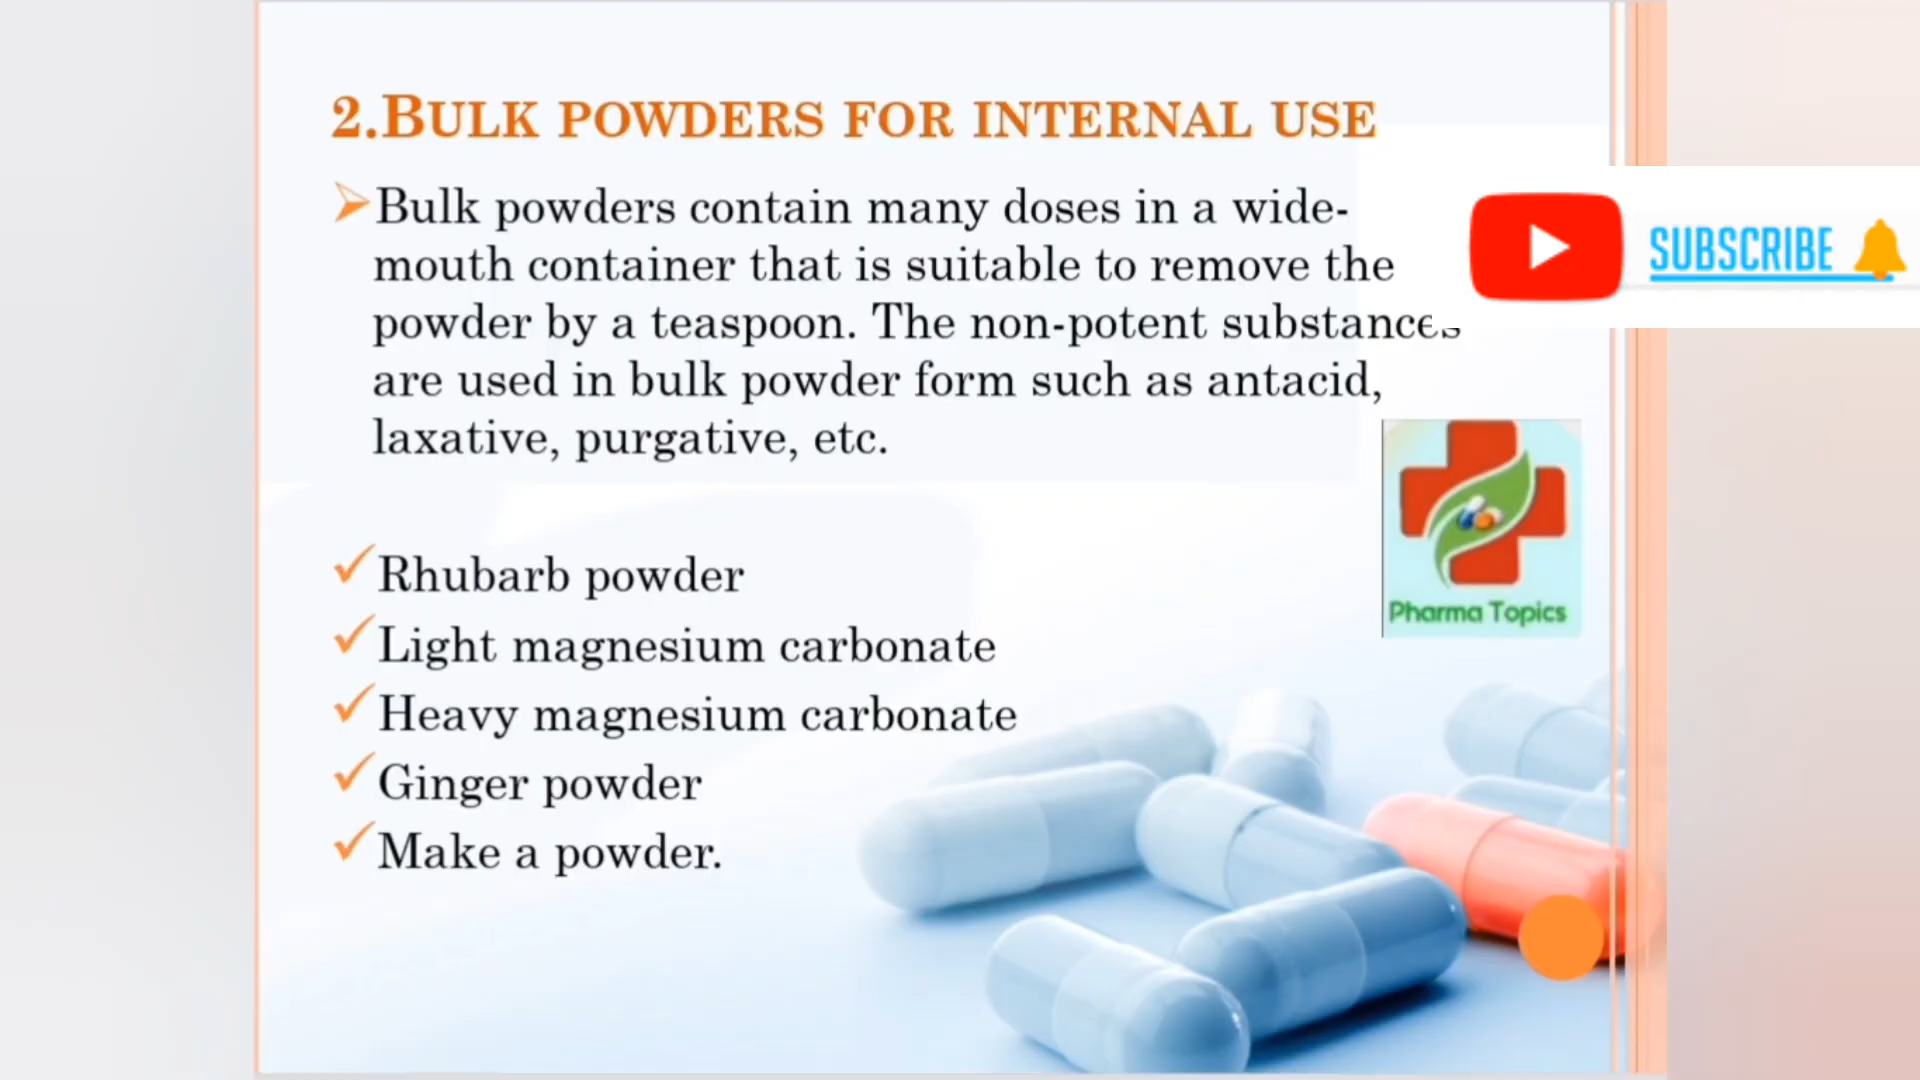 2.BULK POWDERS FOR INTERNAL USE
Bulk powders contain many doses in a wide-
mouth container that is suitable to remove the
powder by a teaspoon. The non-potent substances
are used in bulk powder form such as antacid,
laxative, purgative, etc.
Rhubarb powder
Light magnesium carbonate
Heavy magnesium carbonate
Ginger powder
Make a powder.
SUBSCRIBE
Pharma Topics